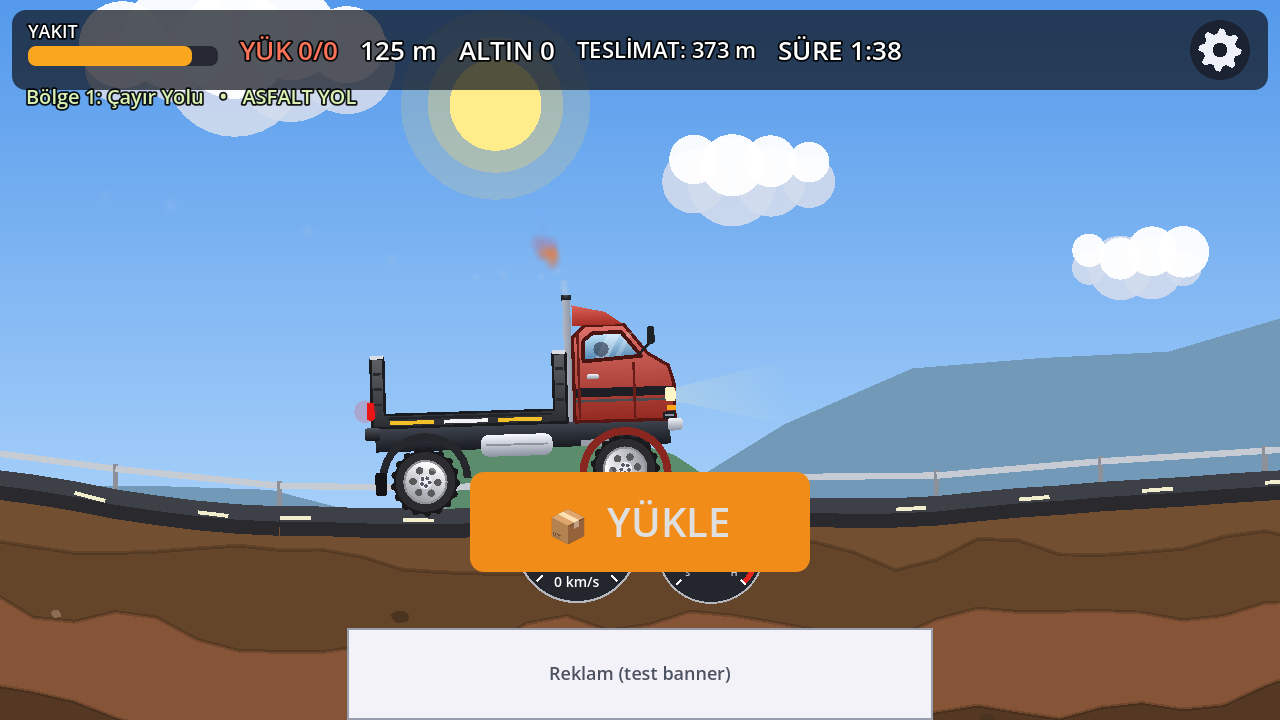 YAKIT
YÜK 0/0 125 m ALTIN 0 TESLİMAT: 373 m SÜRE 1:38
Bölge 1: Çayır Yolu • ASFALT YOL
YÜKLE
0 km/s
Reklam (test banner)